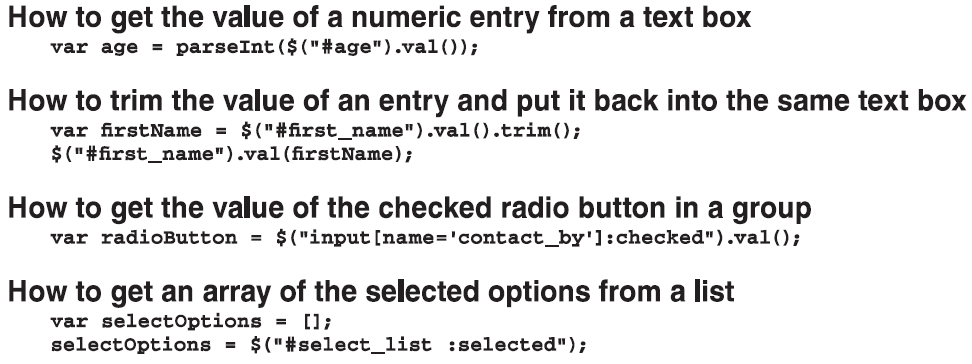 How to get the value of a numeric entry from a text box
var age = parseInt($("#age").val());
How to trim the value of an entry and put it back into the same text box
var firstName = $("#first_name").val().trim();
$("#first_name").val(firstName);
How to get the value of the checked radio button in a group
var radioButton = $("input[name='contact_by']:checked").val();
How to get an array of the selected options from a list
var selectOptions = [];
selectOptions = $("#select_list :selected");